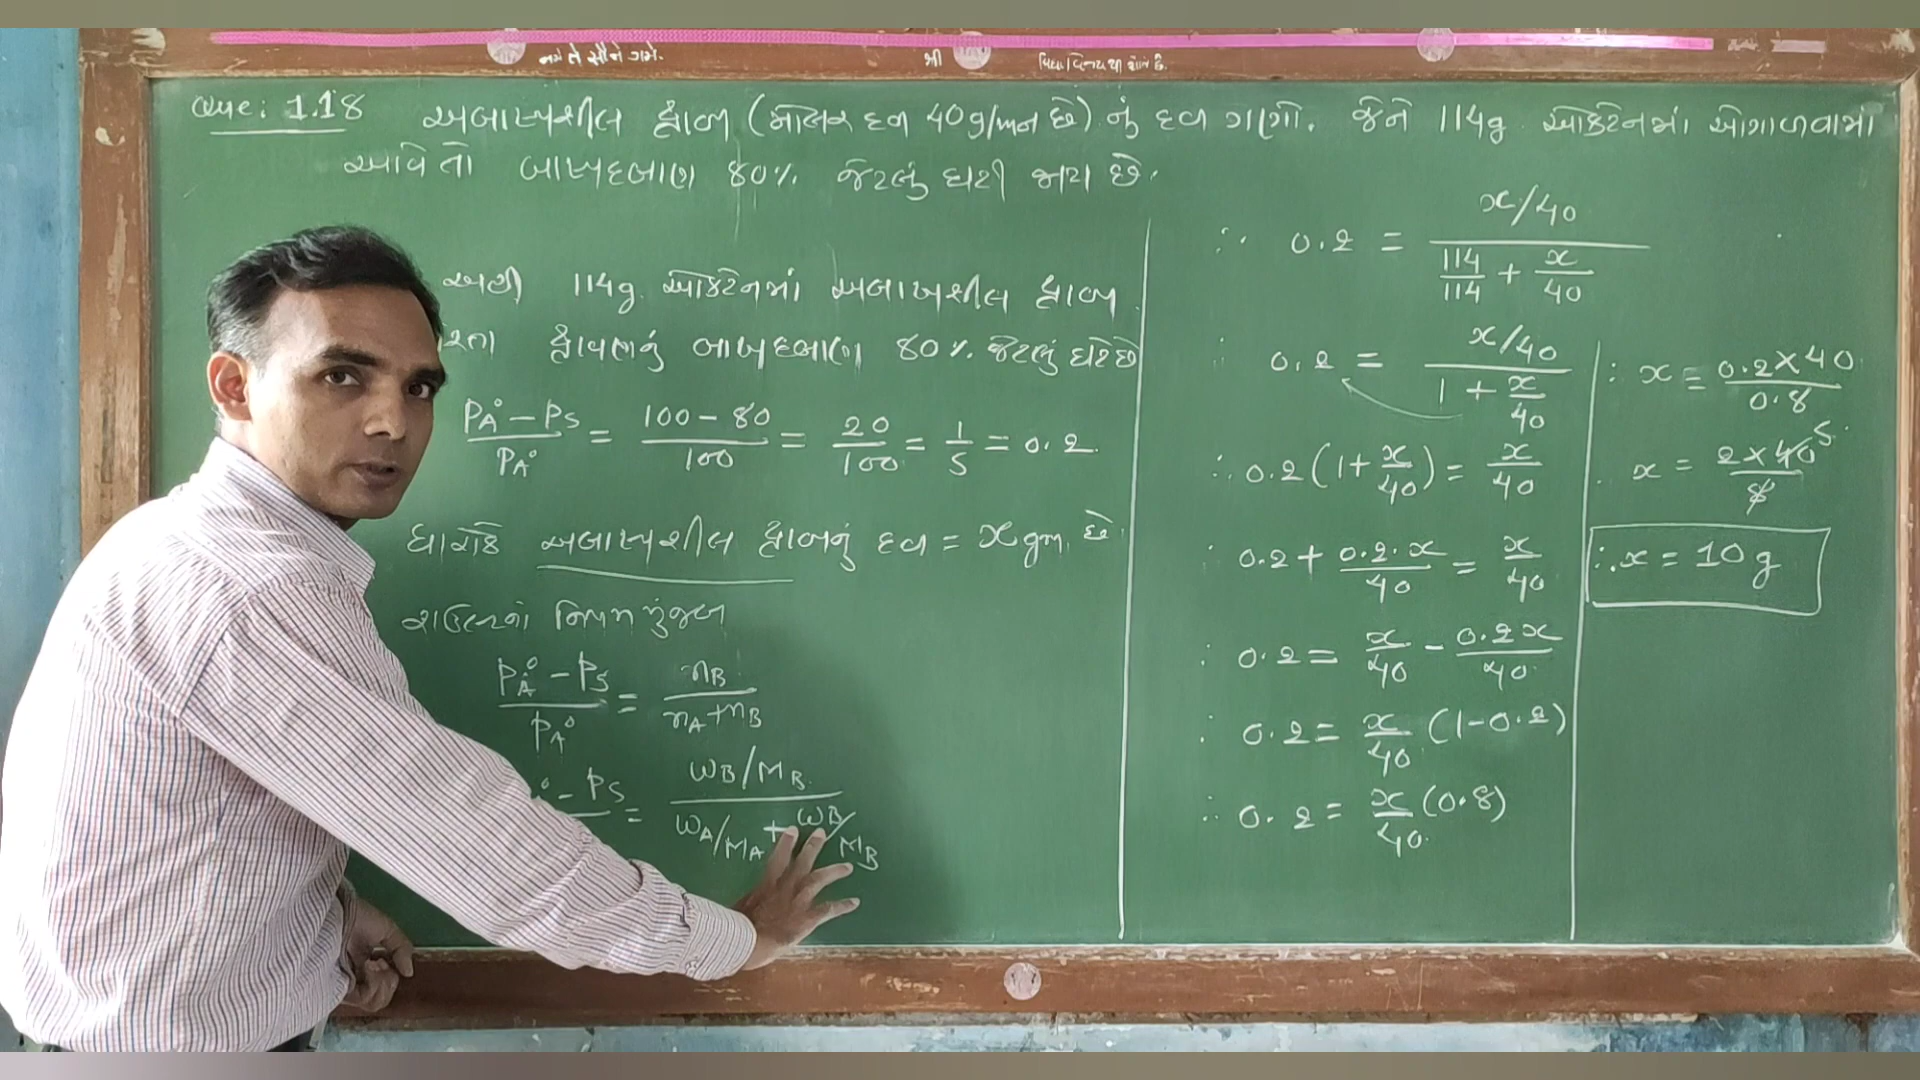 નમે તે સૌને ગમે.
શ્રી
વિદ્યા વિનય થી શોભે છે.
સ્વા: 1.18 અબાષ્પશીલ દ્રાવ્ય (મોલર દળ 40g/mol છે) નું દળ ગણો. જેને 114g ઓક્ટેનમાં ઓગાળવામાં
આવે તો બાષ્પદબાણ 80% જેટલું ઘટી જાય છે.
અહી 114g ઓક્ટેનમાં અબાષ્પશીલ દ્રાવ્ય
દ્રાવણનું બાષ્પદબાણ 80% જેટલું ઘટે છે
PA° - Ps / PA° = 100 - 80 / 100 = 20/100 = 1/5 = 0.2
ધારોકે અબાષ્પશીલ દ્રાવ્યનું દળ = x gm. છે.
રાઉલ્ટના નિયમ મુજબ
PA° - Ps / PA° = nB / nA + nB
° - Ps = WB/MB / WA/MA + WB/MB
∴ 0.2 = x/40 / 114/114 + x/40
∴ 0.2 = x/40 / 1 + x/40
∴ 0.2 (1 + x/40) = x/40
∴ 0.2 + 0.2.x/40 = x/40
∴ 0.2 = x/40 - 0.2x/40
∴ 0.2 = x/40 (1 - 0.2)
∴ 0.2 = x/40 (0.8)
∴ x = 0.2 × 40 / 0.8
∴ x = 2 × 40 5 / 8
∴ x = 10 g